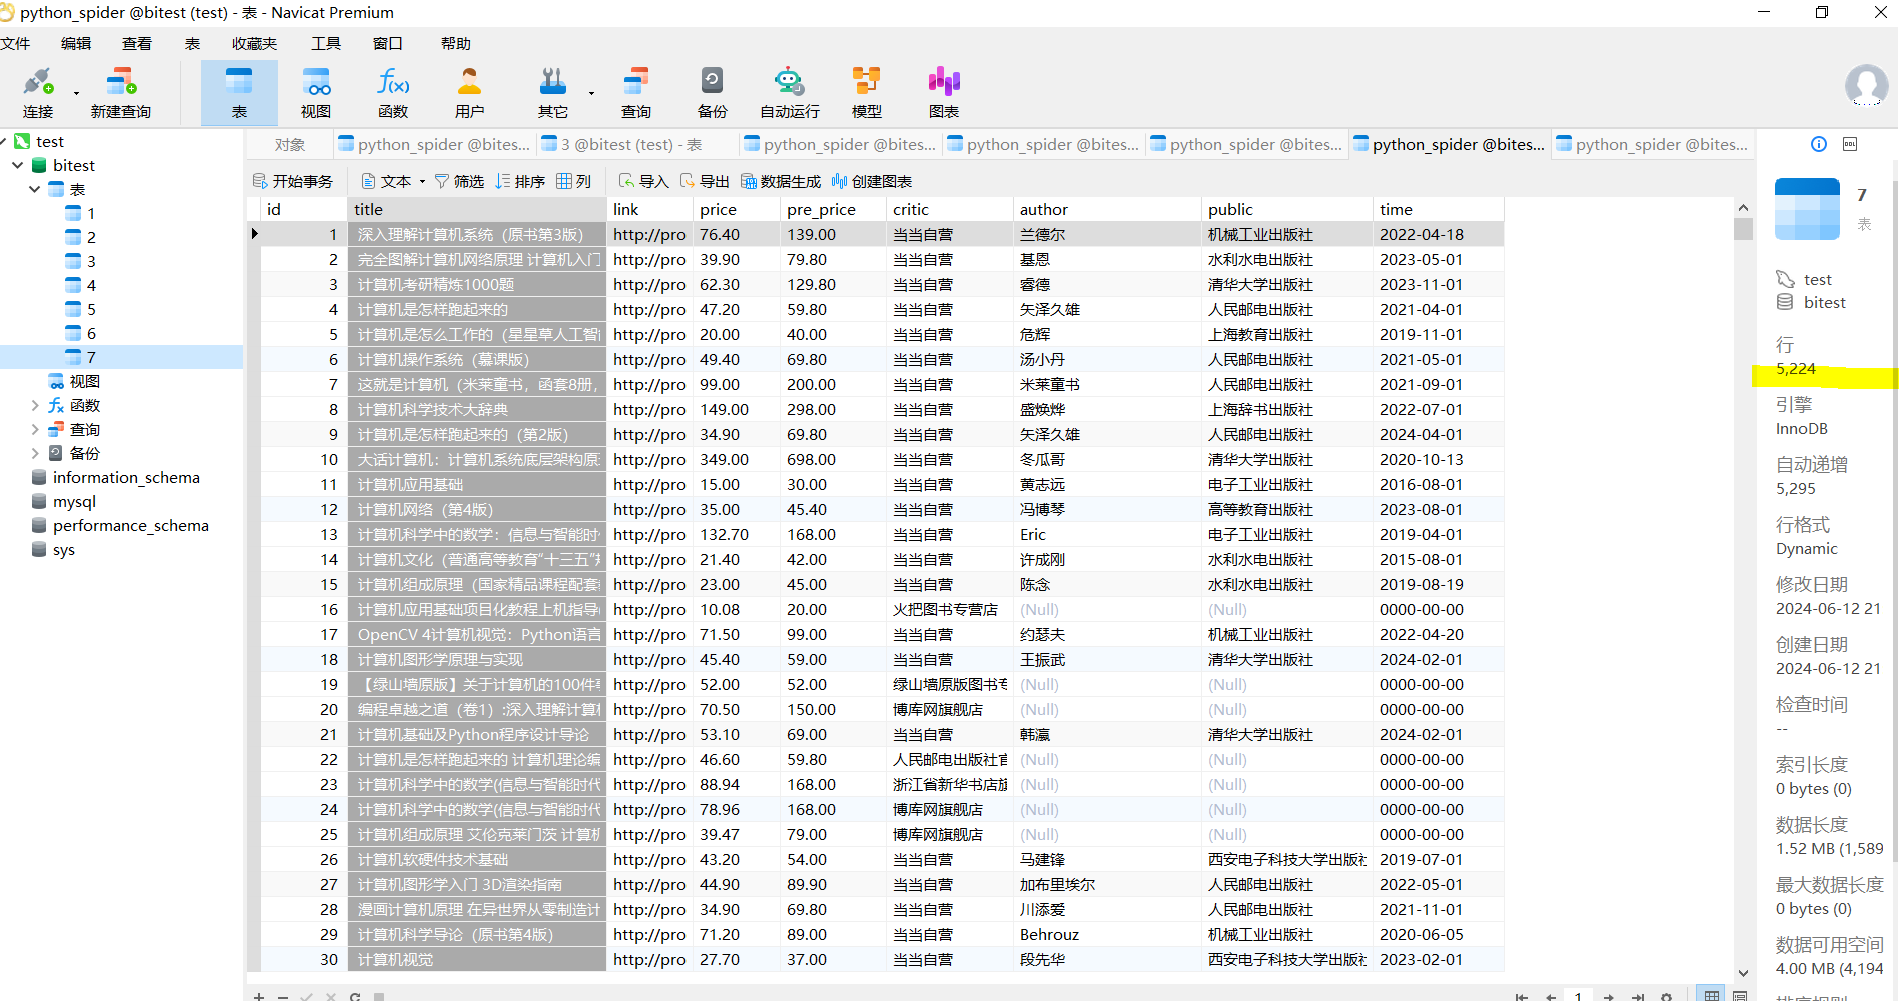 python_spider @bitest (test) - 表 - Navicat Premium
文件 编辑 查看 表 收藏夹 工具 窗口 帮助
连接 新建查询 表 视图 函数 用户 其它 查询 备份 自动运行 模型 图表
test
bitest
表
1
2
3
4
5
6
7
视图
函数
查询
备份
information_schema
mysql
performance_schema
sys
对象 python_spider @bites... 3 @bitest (test) - 表 python_spider @bites... python_spider @bites... python_spider @bites... python_spider @bites... python_spider @bites...
开始事务 文本 筛选 排序 列 导入 导出 数据生成 创建图表
id title link price pre_price critic author public time
1 深入理解计算机系统（原书第3版） http://pro 76.40 139.00 当当自营 兰德尔 机械工业出版社 2022-04-18
2 完全图解计算机网络原理 计算机入门 http://pro 39.90 79.80 当当自营 基恩 水利水电出版社 2023-05-01
3 计算机考研精炼1000题 http://pro 62.30 129.80 当当自营 睿德 清华大学出版社 2023-11-01
4 计算机是怎样跑起来的 http://pro 47.20 59.80 当当自营 矢泽久雄 人民邮电出版社 2021-04-01
5 计算机是怎么工作的（星星草人工智 http://pro 20.00 40.00 当当自营 危辉 上海教育出版社 2019-11-01
6 计算机操作系统（慕课版） http://pro 49.40 69.80 当当自营 汤小丹 人民邮电出版社 2021-05-01
7 这就是计算机（米莱童书，函套8册， http://pro 99.00 200.00 当当自营 米莱童书 人民邮电出版社 2021-09-01
8 计算机科学技术大辞典 http://pro 149.00 298.00 当当自营 盛焕烨 上海辞书出版社 2022-07-01
9 计算机是怎样跑起来的（第2版） http://pro 34.90 69.80 当当自营 矢泽久雄 人民邮电出版社 2024-04-01
10 大话计算机：计算机系统底层架构原 http://pro 349.00 698.00 当当自营 冬瓜哥 清华大学出版社 2020-10-13
11 计算机应用基础 http://pro 15.00 30.00 当当自营 黄志远 电子工业出版社 2016-08-01
12 计算机网络（第4版） http://pro 35.00 45.40 当当自营 冯博琴 高等教育出版社 2023-08-01
13 计算机科学中的数学：信息与智能时 http://pro 132.70 168.00 当当自营 Eric 电子工业出版社 2019-04-01
14 计算机文化（普通高等教育“十三五” http://pro 21.40 42.00 当当自营 许成刚 水利水电出版社 2015-08-01
15 计算机组成原理（国家精品课程配套 http://pro 23.00 45.00 当当自营 陈念 水利水电出版社 2019-08-19
16 计算机应用基础项目化教程上机指导 http://pro 10.08 20.00 火把图书专营店 (Null) (Null) 0000-00-00
17 OpenCV 4计算机视觉：Python语言 http://pro 71.50 99.00 当当自营 约瑟夫 机械工业出版社 2022-04-20
18 计算机图形学原理与实现 http://pro 45.40 59.00 当当自营 王振武 清华大学出版社 2024-02-01
19 【绿山墙原版】关于计算机的100件 http://pro 52.00 52.00 绿山墙原版图书专 (Null) (Null) 0000-00-00
20 编程卓越之道（卷1）:深入理解计算机 http://pro 70.50 150.00 博库网旗舰店 (Null) (Null) 0000-00-00
21 计算机基础及Python程序设计导论 http://pro 53.10 69.00 当当自营 韩瀛 清华大学出版社 2024-02-01
22 计算机是怎样跑起来的 计算机理论编 http://pro 46.60 59.80 人民邮电出版社官 (Null) (Null) 0000-00-00
23 计算机科学中的数学(信息与智能时代 http://pro 88.94 168.00 浙江省新华书店旗 (Null) (Null) 0000-00-00
24 计算机科学中的数学(信息与智能时代 http://pro 78.96 168.00 博库网旗舰店 (Null) (Null) 0000-00-00
25 计算机组成原理 艾伦克莱门茨 计算机 http://pro 39.47 79.00 博库网旗舰店 (Null) (Null) 0000-00-00
26 计算机软硬件技术基础 http://pro 43.20 54.00 当当自营 马建锋 西安电子科技大学出版社 2019-07-01
27 计算机图形学入门 3D渲染指南 http://pro 44.90 89.90 当当自营 加布里埃尔 人民邮电出版社 2022-05-01
28 漫画计算机原理 在异世界从零制造计 http://pro 34.90 69.80 当当自营 川添爱 人民邮电出版社 2021-11-01
29 计算机科学导论（原书第4版） http://pro 71.20 89.00 当当自营 Behrouz 机械工业出版社 2020-06-05
30 计算机视觉 http://pro 27.70 37.00 当当自营 段先华 西安电子科技大学出版社 2023-02-01
1
DDL
7
表
test
bitest
行
5,224
引擎
InnoDB
自动递增
5,295
行格式
Dynamic
修改日期
2024-06-12 21
创建日期
2024-06-12 21
检查时间
--
索引长度
0 bytes (0)
数据长度
1.52 MB (1,589
最大数据长度
0 bytes (0)
数据可用空间
4.00 MB (4,194